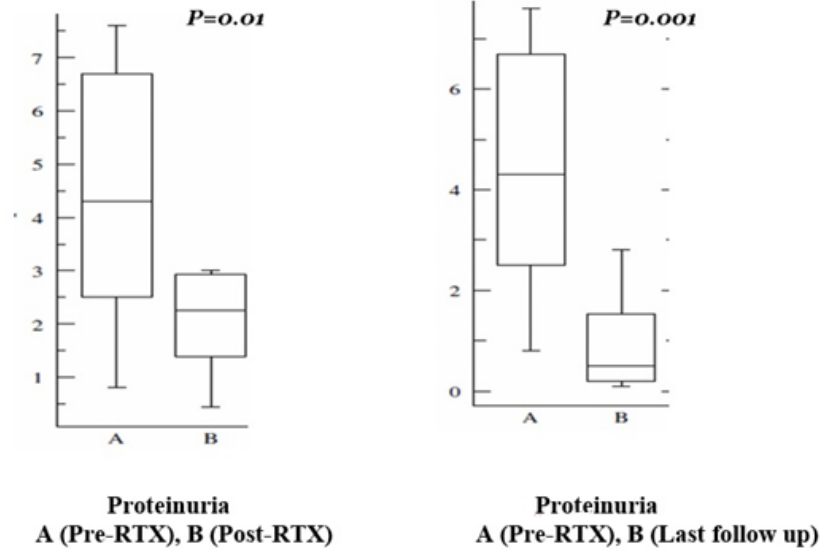 P=0.01
7
6
5
4
3
2
1
A B
Proteinuria
A (Pre-RTX), B (Post-RTX)
P=0.001
6
4
2
0
A B
Proteinuria
A (Pre-RTX), B (Last follow up)